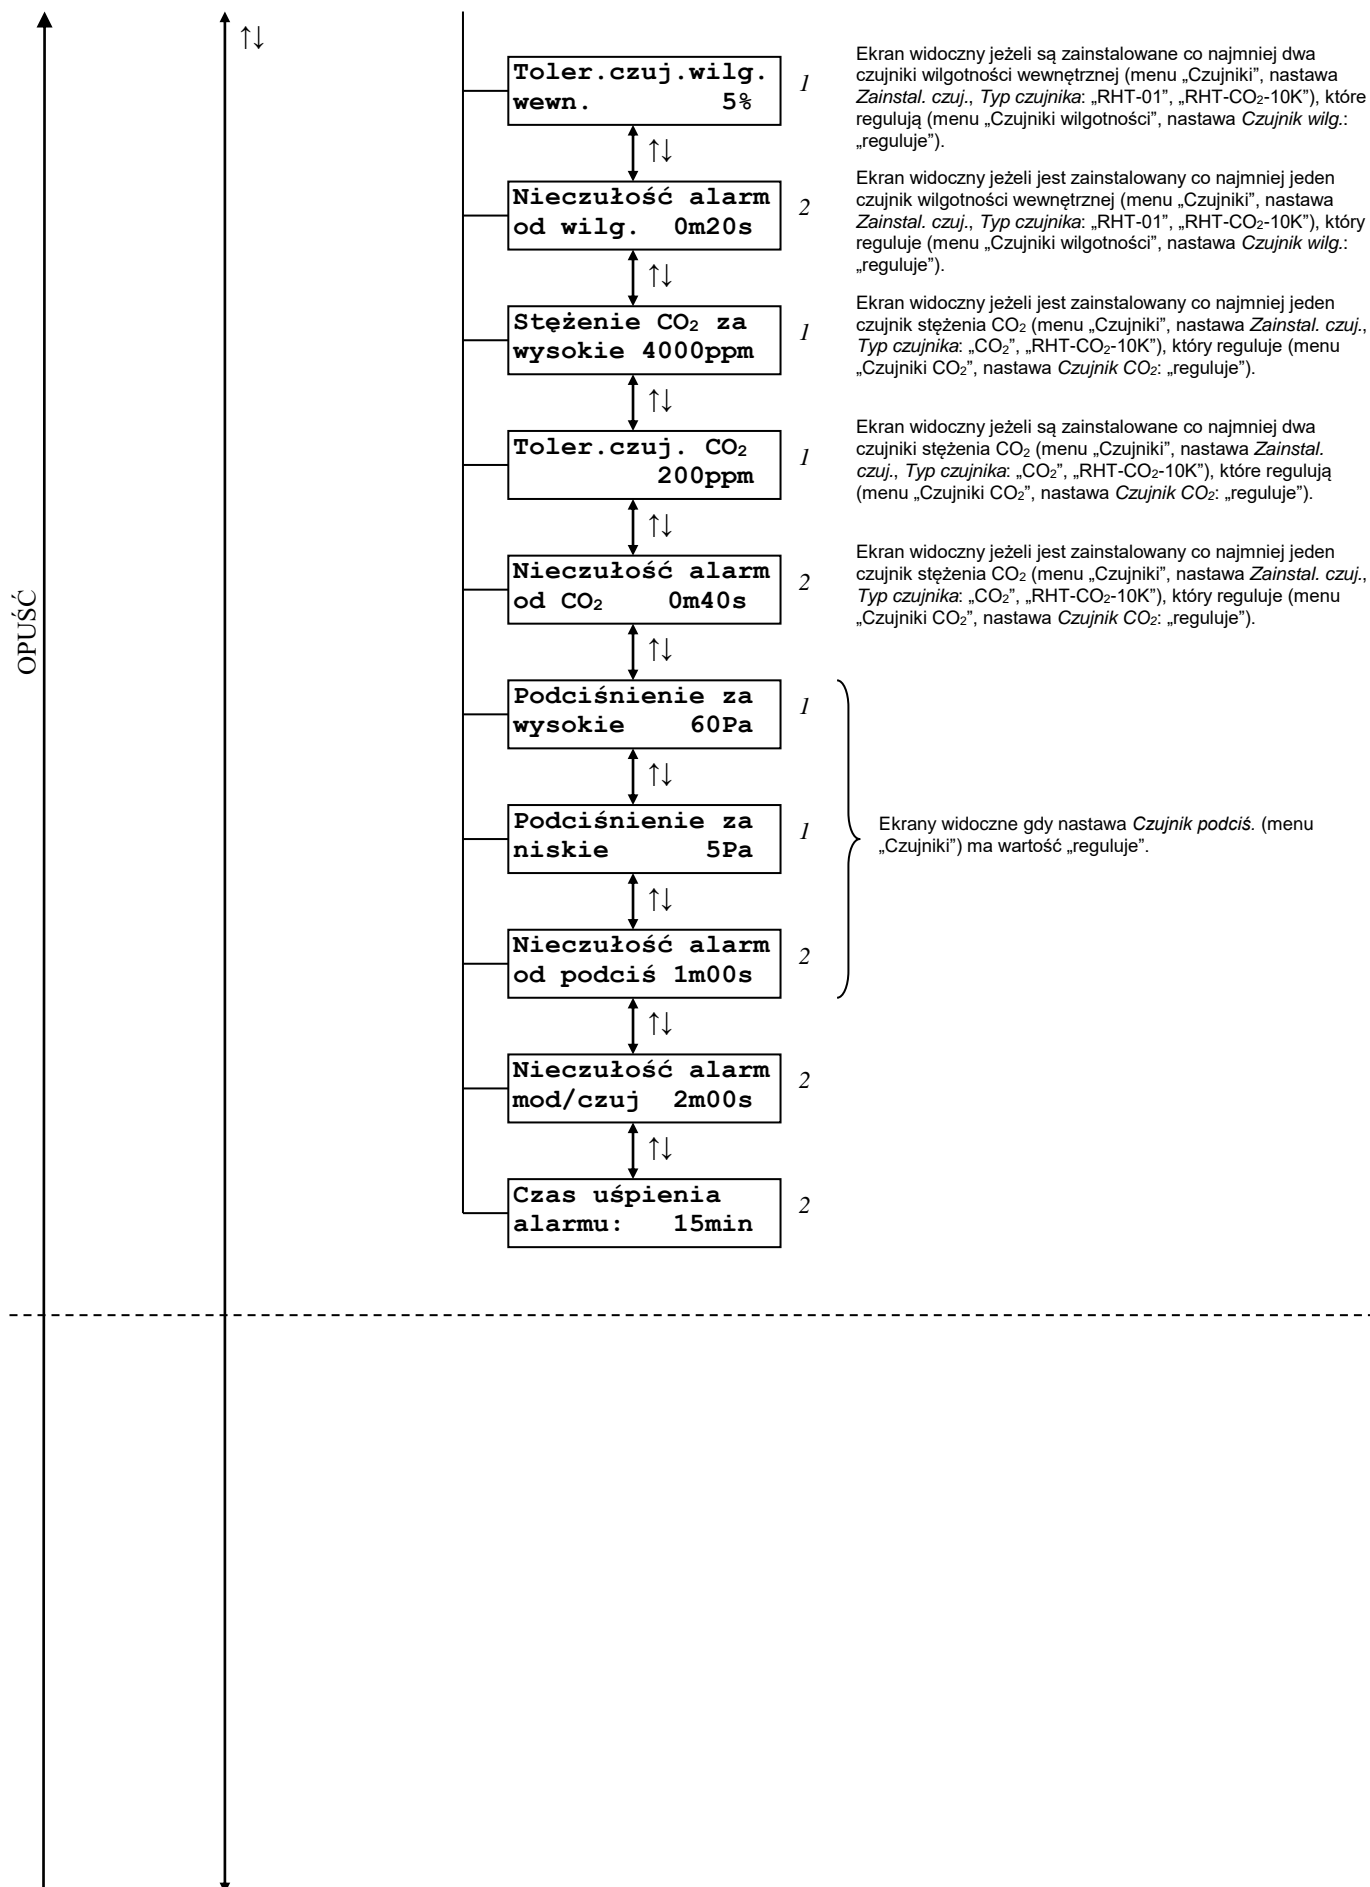 ↑↓
Toler.czuj.wilg.
wewn. 5%
1
Ekran widoczny jeżeli są zainstalowane co najmniej dwa
czujniki wilgotności wewnętrznej (menu „Czujniki”, nastawa
Zainstal. czuj., Typ czujnika: „RHT-01”, „RHT-CO₂-10K”), które
regulują (menu „Czujniki wilgotności”, nastawa Czujnik wilg.:
„reguluje”).
↑↓
Nieczułość alarm
od wilg. 0m20s
2
Ekran widoczny jeżeli jest zainstalowany co najmniej jeden
czujnik wilgotności wewnętrznej (menu „Czujniki”, nastawa
Zainstal. czuj., Typ czujnika: „RHT-01”, „RHT-CO₂-10K”), który
reguluje (menu „Czujniki wilgotności”, nastawa Czujnik wilg.:
„reguluje”).
↑↓
Stężenie CO₂ za
wysokie 4000ppm
1
Ekran widoczny jeżeli jest zainstalowany co najmniej jeden
czujnik stężenia CO₂ (menu „Czujniki”, nastawa Zainstal. czuj.,
Typ czujnika: „CO₂”, „RHT-CO₂-10K”), który reguluje (menu
„Czujniki CO₂”, nastawa Czujnik CO₂: „reguluje”).
↑↓
Toler.czuj. CO₂
200ppm
1
Ekran widoczny jeżeli są zainstalowane co najmniej dwa
czujniki stężenia CO₂ (menu „Czujniki”, nastawa Zainstal.
czuj., Typ czujnika: „CO₂”, „RHT-CO₂-10K”), które regulują
(menu „Czujniki CO₂”, nastawa Czujnik CO₂: „reguluje”).
↑↓
Nieczułość alarm
od CO₂ 0m40s
2
Ekran widoczny jeżeli jest zainstalowany co najmniej jeden
czujnik stężenia CO₂ (menu „Czujniki”, nastawa Zainstal. czuj.,
Typ czujnika: „CO₂”, „RHT-CO₂-10K”), który reguluje (menu
„Czujniki CO₂”, nastawa Czujnik CO₂: „reguluje”).
OPUŚĆ
↑↓
Podciśnienie za
wysokie 60Pa
1
↑↓
Podciśnienie za
niskie 5Pa
1
Ekrany widoczne gdy nastawa Czujnik podciś. (menu
„Czujniki”) ma wartość „reguluje”.
↑↓
Nieczułość alarm
od podciś 1m00s
2
↑↓
Nieczułość alarm
mod/czuj 2m00s
2
↑↓
Czas uśpienia
alarmu: 15min
2